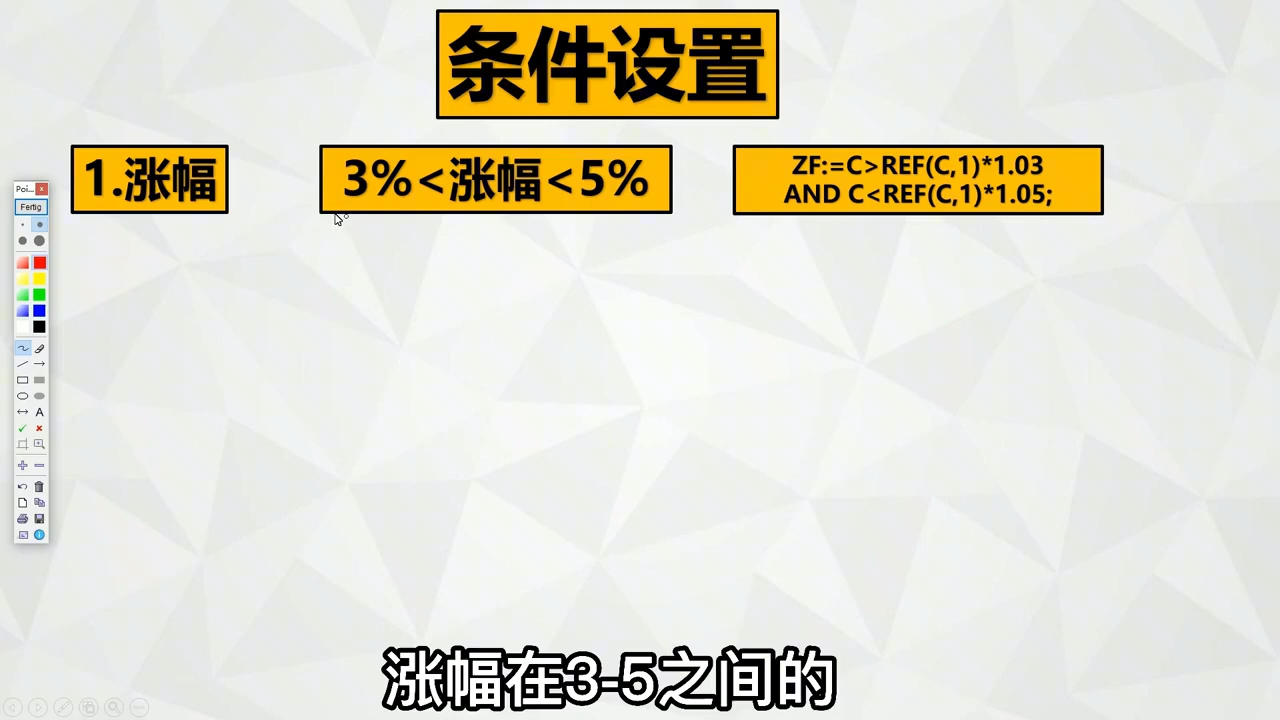 条件设置
1.涨幅
3%<涨幅<5%
ZF:=C>REF(C,1)*1.03
AND C<REF(C,1)*1.05;
Poi...
Fertig
A
涨幅在3-5之间的